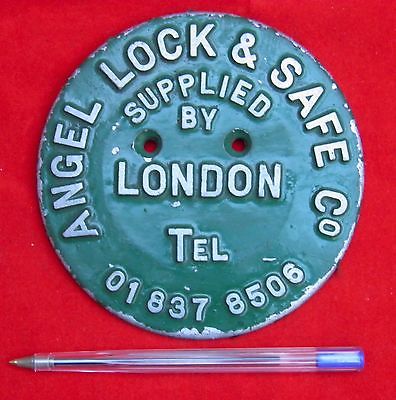 ANGEL LOCK & SAFE Co
SUPPLIED
BY
LONDON
TEL
01 837 8506